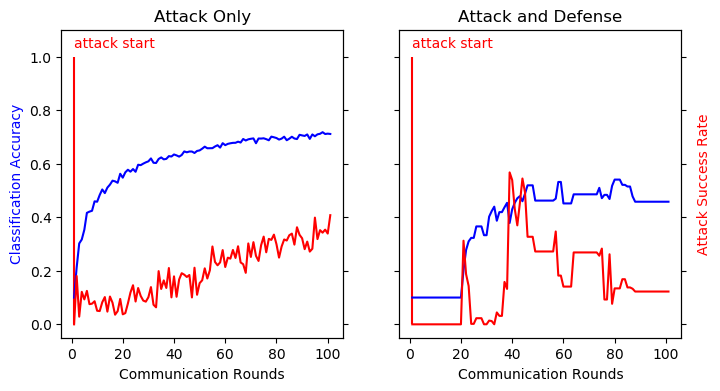 Attack Only
Attack and Defense
attack start
attack start
Classification Accuracy
1.0
0.8
0.6
0.4
0.2
0.0
0 20 40 60 80 100
0 20 40 60 80 100
Communication Rounds
Communication Rounds
Attack Success Rate